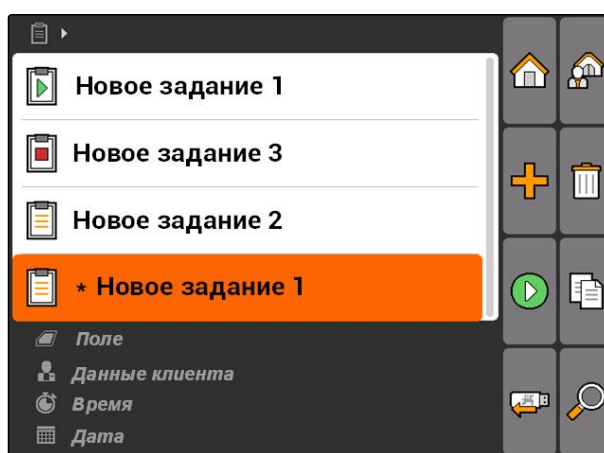 Новое задание 1
Новое задание 3
Новое задание 2
* Новое задание 1
Поле
Данные клиента
Время
Дата